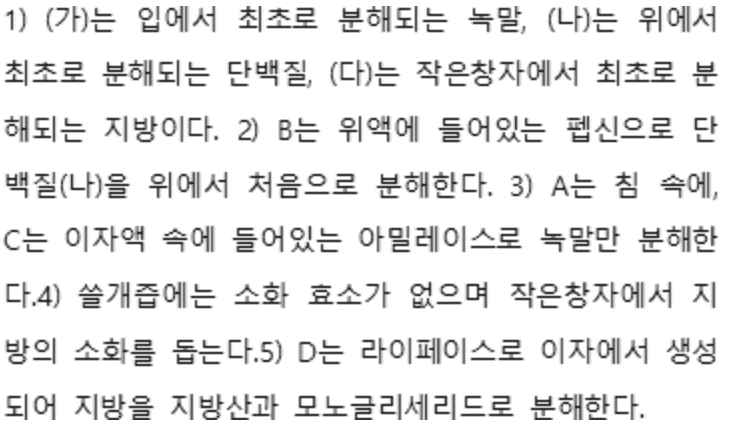 1) (가)는 입에서 최초로 분해되는 녹말, (나)는 위에서
최초로 분해되는 단백질, (다)는 작은창자에서 최초로 분
해되는 지방이다. 2) B는 위액에 들어있는 펩신으로 단
백질(나)을 위에서 처음으로 분해한다. 3) A는 침 속에,
C는 이자액 속에 들어있는 아밀레이스로 녹말만 분해한
다.4) 쓸개즙에는 소화 효소가 없으며 작은창자에서 지
방의 소화를 돕는다.5) D는 라이페이스로 이자에서 생성
되어 지방을 지방산과 모노글리세리드로 분해한다.